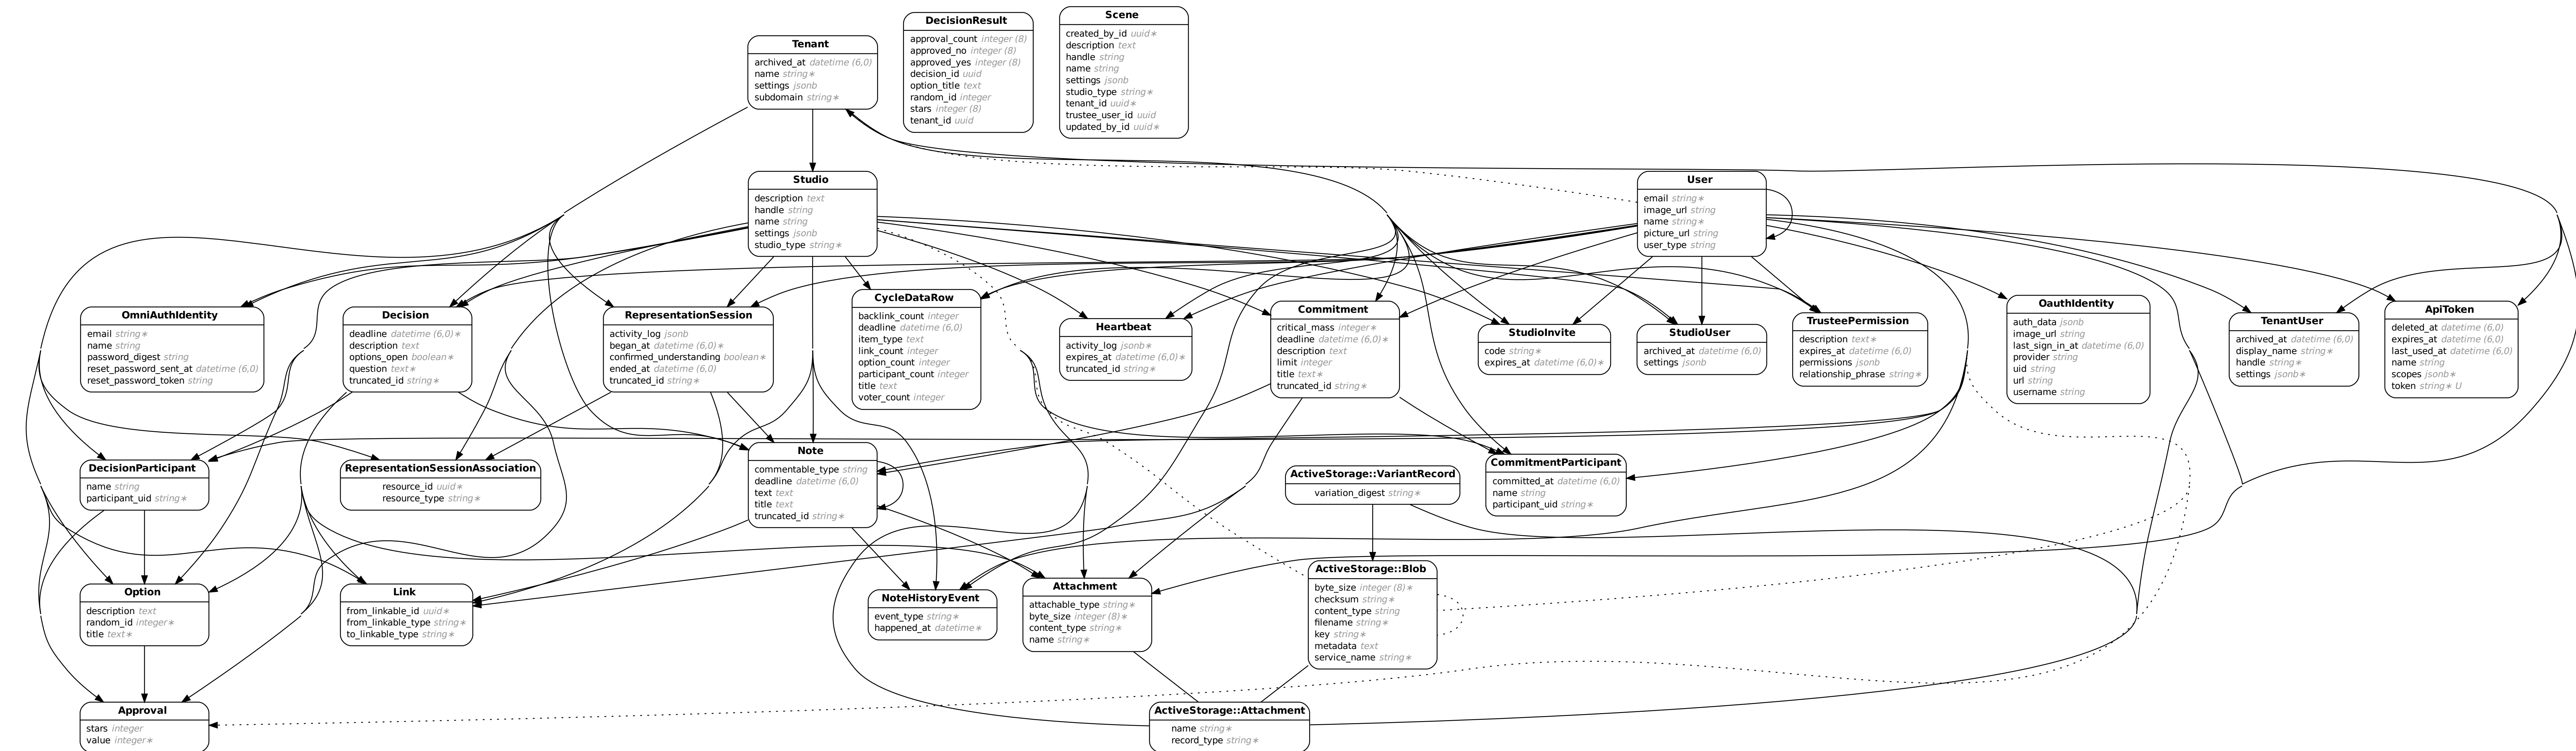 DecisionResult
approval_count integer (8)
approved_no integer (8)
approved_yes integer (8)
decision_id uuid
option_title text
random_id integer
stars integer (8)
tenant_id uuid
Scene
created_by_id uuid∗
description text
handle string
name string
settings jsonb
studio_type string∗
tenant_id uuid∗
trustee_user_id uuid
updated_by_id uuid∗
Tenant
archived_at datetime (6,0)
name string∗
settings jsonb
subdomain string∗
Studio
description text
handle string
name string
settings jsonb
studio_type string∗
User
email string∗
image_url string
name string∗
picture_url string
user_type string
OmniAuthIdentity
email string∗
name string
password_digest string
reset_password_sent_at datetime (6,0)
reset_password_token string
Decision
deadline datetime (6,0)∗
description text
options_open boolean∗
question text∗
truncated_id string∗
RepresentationSession
activity_log jsonb
began_at datetime (6,0)∗
confirmed_understanding boolean∗
ended_at datetime (6,0)
truncated_id string∗
CycleDataRow
backlink_count integer
deadline datetime (6,0)
item_type text
link_count integer
option_count integer
participant_count integer
title text
voter_count integer
Heartbeat
activity_log jsonb∗
expires_at datetime (6,0)∗
truncated_id string∗
Commitment
critical_mass integer∗
deadline datetime (6,0)∗
description text
limit integer
title text∗
truncated_id string∗
StudioInvite
code string∗
expires_at datetime (6,0)∗
StudioUser
archived_at datetime (6,0)
settings jsonb
TrusteePermission
description text∗
expires_at datetime (6,0)
permissions jsonb
relationship_phrase string∗
OauthIdentity
auth_data jsonb
image_url string
last_sign_in_at datetime (6,0)
provider string
uid string
url string
username string
TenantUser
archived_at datetime (6,0)
display_name string∗
handle string∗
settings jsonb∗
ApiToken
deleted_at datetime (6,0)
expires_at datetime (6,0)
last_used_at datetime (6,0)
name string
scopes jsonb∗
token string∗ U
DecisionParticipant
name string
participant_uid string∗
RepresentationSessionAssociation
resource_id uuid∗
resource_type string∗
Note
commentable_type string
deadline datetime (6,0)
text text
title text
truncated_id string∗
ActiveStorage::VariantRecord
variation_digest string∗
CommitmentParticipant
committed_at datetime (6,0)
name string
participant_uid string∗
Option
description text
random_id integer∗
title text∗
Link
from_linkable_id uuid∗
from_linkable_type string∗
to_linkable_type string∗
NoteHistoryEvent
event_type string∗
happened_at datetime∗
Attachment
attachable_type string∗
byte_size integer (8)∗
content_type string∗
name string∗
ActiveStorage::Blob
byte_size integer (8)∗
checksum string∗
content_type string
filename string∗
key string∗
metadata text
service_name string∗
Approval
stars integer
value integer∗
ActiveStorage::Attachment
name string∗
record_type string∗